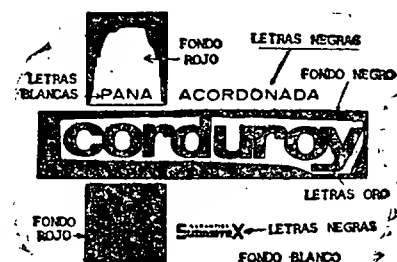 FONDO ROJO
LETRAS NEGRAS
LETRAS BLANCAS
FONDO NEGRO
PANA ACORDONADA
corduroy
LETRAS ORO
FONDO ROJO
LETRAS NEGRAS
FONDO BLANCO